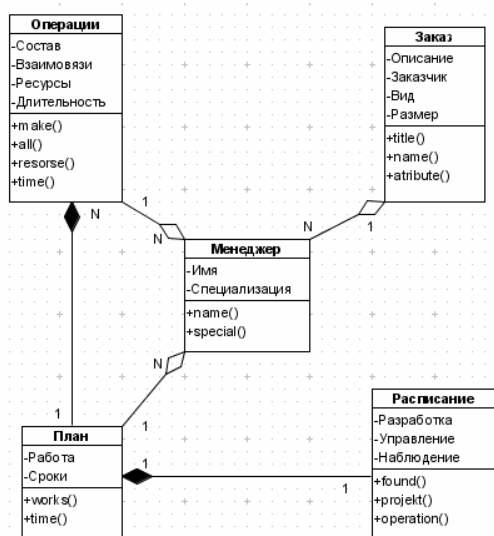 Операции
-Состав
-Взаимовязи
-Ресурсы
-Длительность
+make()
+all()
+resorse()
+time()
Заказ
-Описание
-Заказчик
-Вид
-Размер
+title()
+name()
+atribute()
1
N
N
N
1
Менеджер
-Имя
-Специализация
+name()
+special()
N
1
1
План
-Работа
-Сроки
+works()
+time()
1
1
Расписание
-Разработка
-Управление
-Наблюдение
+found()
+projekt()
+operation()